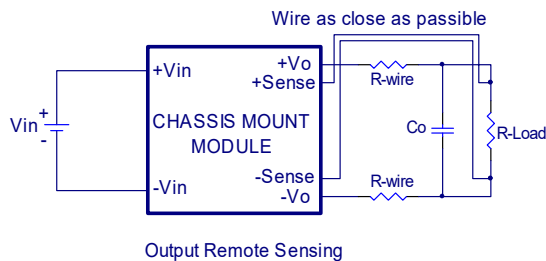 Wire as close as passible
+Vin
+Vo
+Sense
R-wire
Vin
+
-
CHASSIS MOUNT
MODULE
Co
R-Load
-Sense
R-wire
-Vin
-Vo
Output Remote Sensing